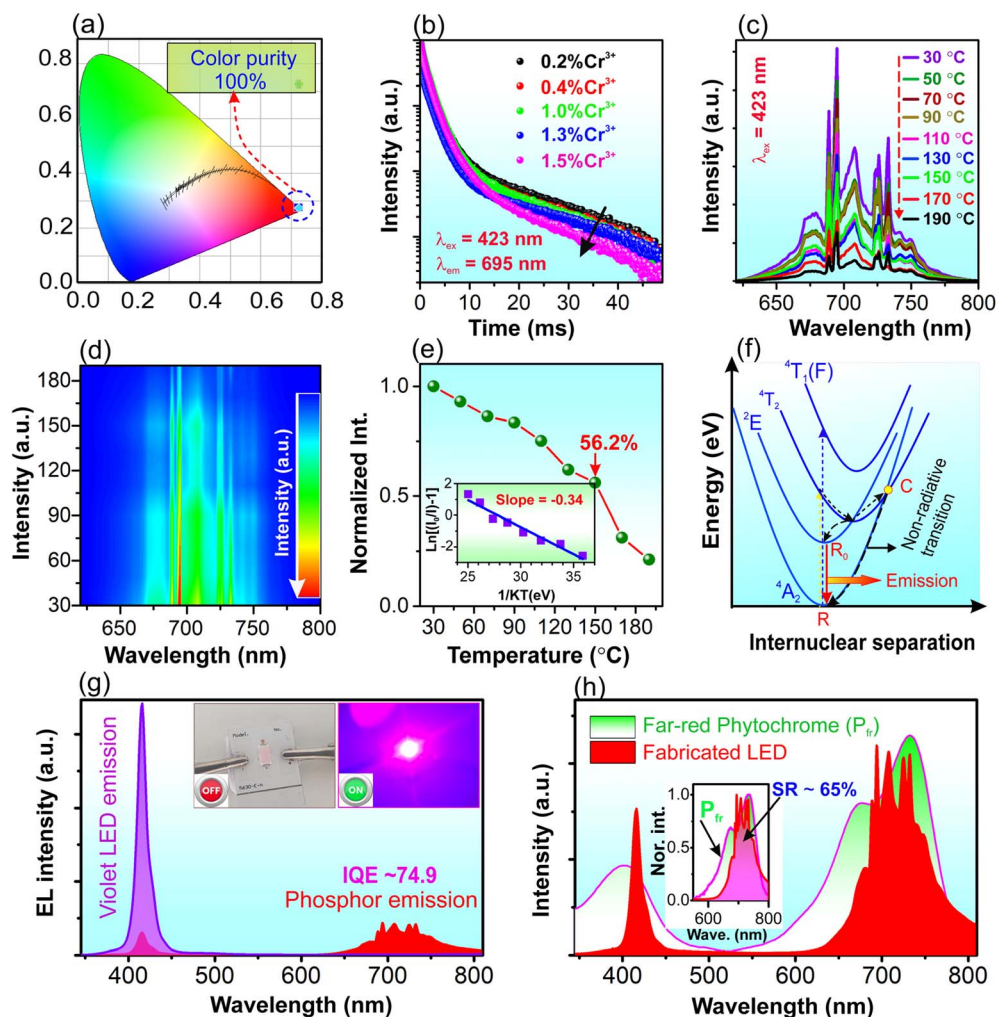 (a)
Color purity
100%
0.8
0.6
0.4
0.2
0.0
0.0
0.2
0.4
0.6
0.8
(b)
Intensity (a.u.)
0.2%Cr³⁺
0.4%Cr³⁺
1.0%Cr³⁺
1.3%Cr³⁺
1.5%Cr³⁺
λex = 423 nm
λem = 695 nm
0
10
20
30
40
Time (ms)
(c)
Intensity (a.u.)
λex = 423 nm
30 °C
50 °C
70 °C
90 °C
110 °C
130 °C
150 °C
170 °C
190 °C
650
700
750
800
Wavelength (nm)
(d)
Intensity (a.u.)
190
180
150
120
90
60
30
Intensity (a.u.)
650
700
750
800
Wavelength (nm)
(e)
Normalized Int.
1.0
0.5
0.0
56.2%
Slope = -0.34
Ln[(I₀/I)-1]
2
0
-2
25
30
35
1/KT(eV)
30
60
90
120
150
190
Temperature (°C)
(f)
Energy (eV)
⁴T₁(F)
⁴T₂
²E
C
Non-radiative
transition
R₀
Emission
⁴A₂
R
Internuclear separation
(g)
EL intensity (a.u.)
Violet LED emission
Model.
No.
5630-C-H
OFF
ON
IQE ~74.9
Phosphor emission
400
500
600
700
800
Wavelength (nm)
(h)
Intensity (a.u.)
Far-red Phytochrome (Pfr)
Fabricated LED
SR ~ 65%
Pfr
Nor. int.
1.0
0.5
0.0
600
800
Wave. (nm)
400
500
600
700
800
Wavelength (nm)